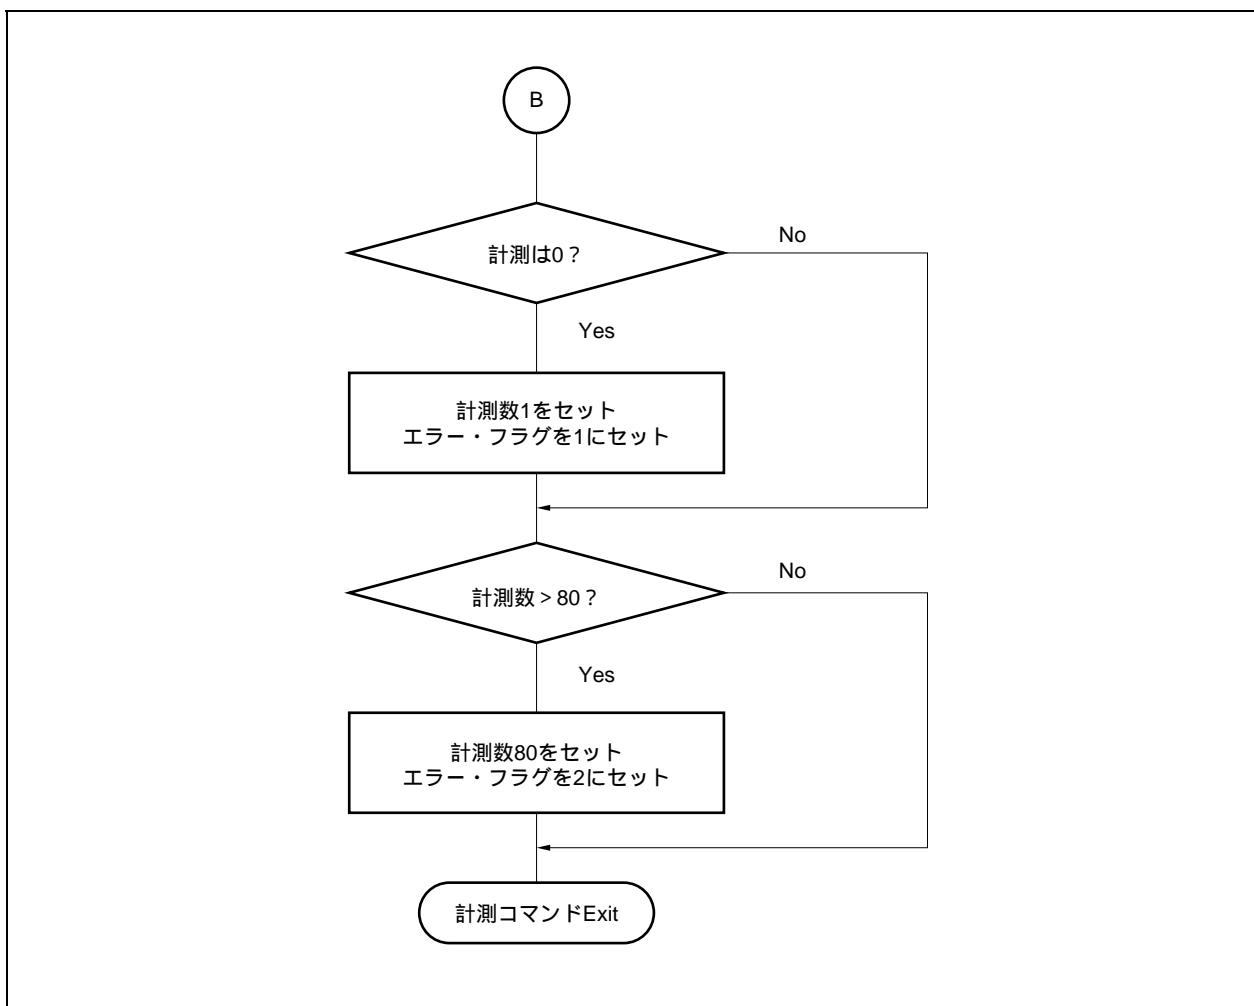 B
計測は0？
No
Yes
計測数1をセット
エラー・フラグを1にセット
計測数＞80？
No
Yes
計測数80をセット
エラー・フラグを2にセット
計測コマンドExit